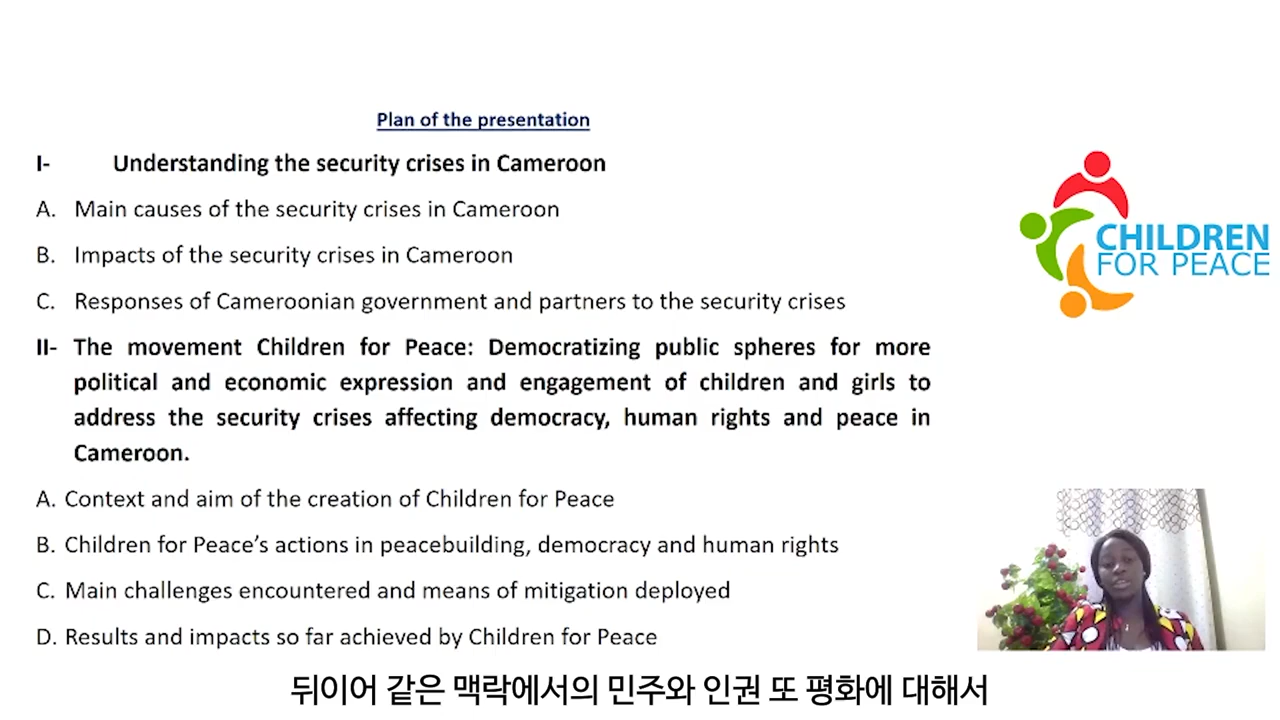 Plan of the presentation
I- Understanding the security crises in Cameroon
A. Main causes of the security crises in Cameroon
B. Impacts of the security crises in Cameroon
C. Responses of Cameroonian government and partners to the security crises
II- The movement Children for Peace: Democratizing public spheres for more
political and economic expression and engagement of children and girls to
address the security crises affecting democracy, human rights and peace in
Cameroon.
A. Context and aim of the creation of Children for Peace
B. Children for Peace’s actions in peacebuilding, democracy and human rights
C. Main challenges encountered and means of mitigation deployed
D. Results and impacts so far achieved by Children for Peace
CHILDREN
FOR PEACE
뒤이어 같은 맥락에서의 민주와 인권 또 평화에 대해서